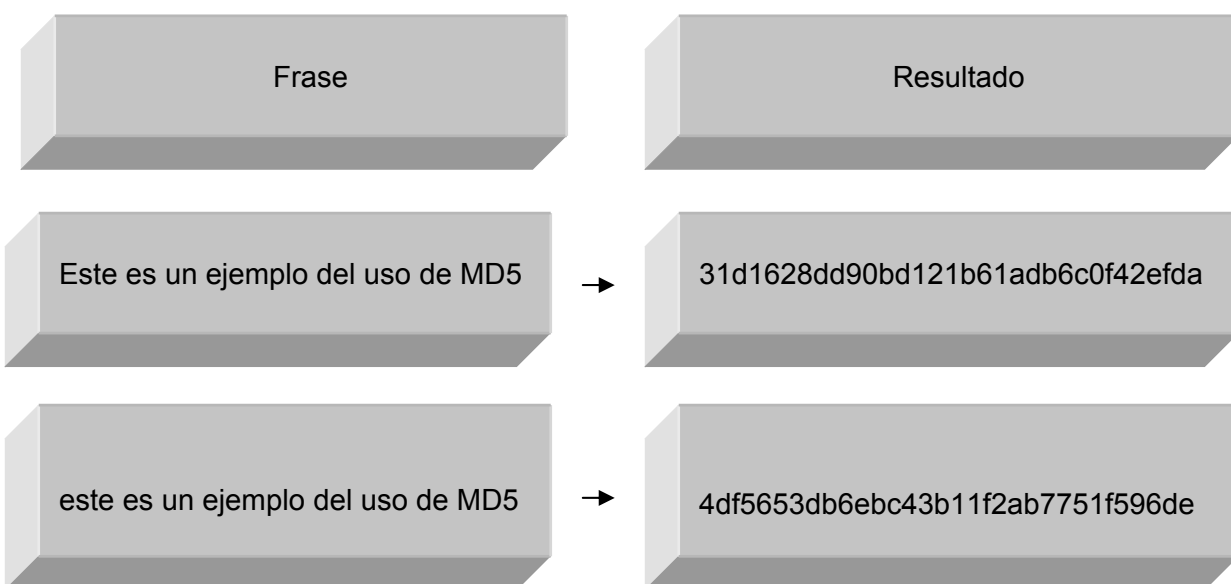 Frase
Resultado
Este es un ejemplo del uso de MD5
31d1628dd90bd121b61adb6c0f42efda
este es un ejemplo del uso de MD5
4df5653db6ebc43b11f2ab7751f596de